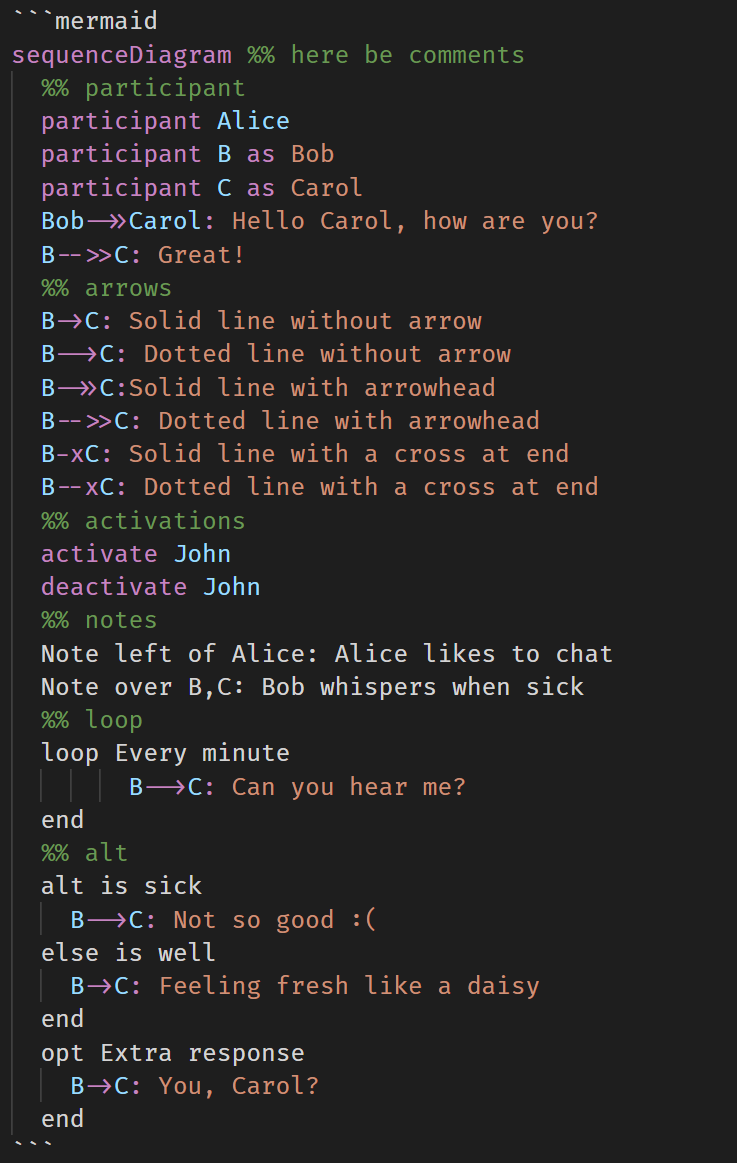 ```mermaid
sequenceDiagram %% here be comments
%% participant
participant Alice
participant B as Bob
participant C as Carol
Bob->>Carol: Hello Carol, how are you?
B-->>C: Great!
%% arrows
B->C: Solid line without arrow
B-->C: Dotted line without arrow
B->>C:Solid line with arrowhead
B-->>C: Dotted line with arrowhead
B-xC: Solid line with a cross at end
B--xC: Dotted line with a cross at end
%% activations
activate John
deactivate John
%% notes
Note left of Alice: Alice likes to chat
Note over B,C: Bob whispers when sick
%% loop
loop Every minute
B-->C: Can you hear me?
end
%% alt
alt is sick
B-->C: Not so good :(
else is well
B->C: Feeling fresh like a daisy
end
opt Extra response
B->C: You, Carol?
end
```